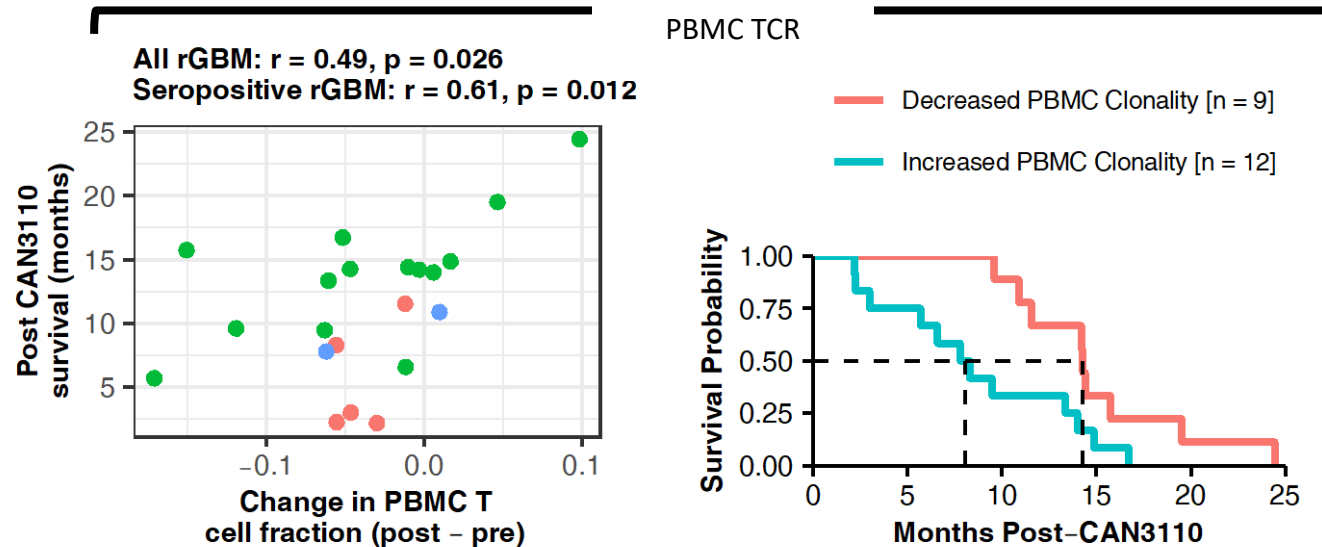 PBMC TCR
All rGBM: r = 0.49, p = 0.026
Seropositive rGBM: r = 0.61, p = 0.012
25
20
15
10
5
Post CAN3110
survival (months)
−0.1 0.0 0.1
Change in PBMC T
cell fraction (post − pre)
Decreased PBMC Clonality [n = 9]
Increased PBMC Clonality [n = 12]
Survival Probability
1.00
0.75
0.50
0.25
0.00
0 5 10 15 20 25
Months Post−CAN3110